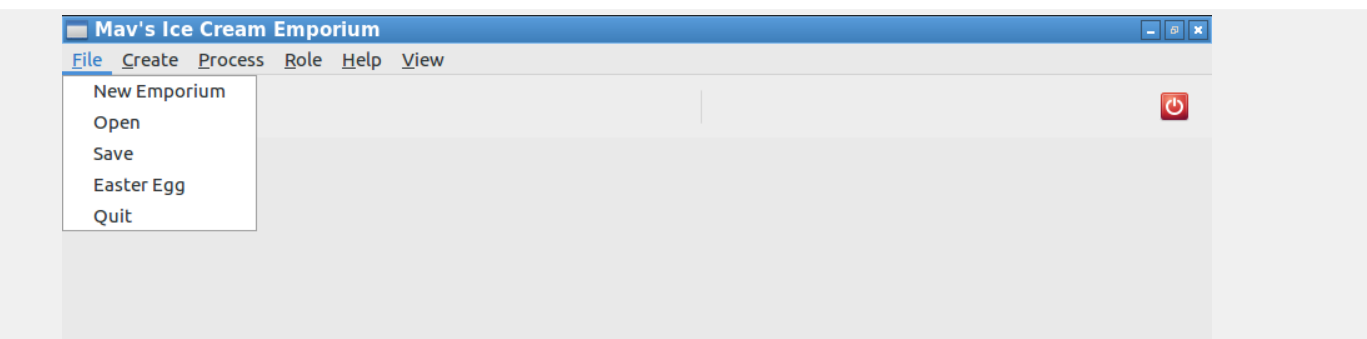 Mav's Ice Cream Emporium
File Create Process Role Help View
New Emporium
Open
Save
Easter Egg
Quit